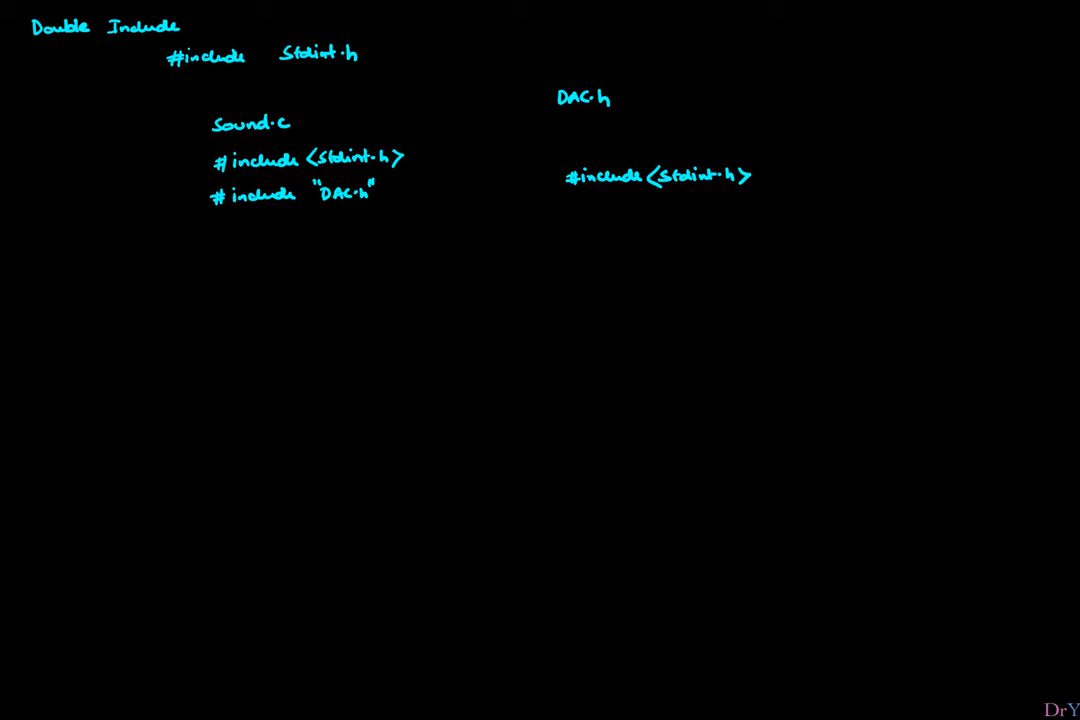 Double Include
#include Stdint.h
DAC.h
Sound.c
#include <Stdint.h>
#include <Stdint.h>
#include "DAC.h"
DrY